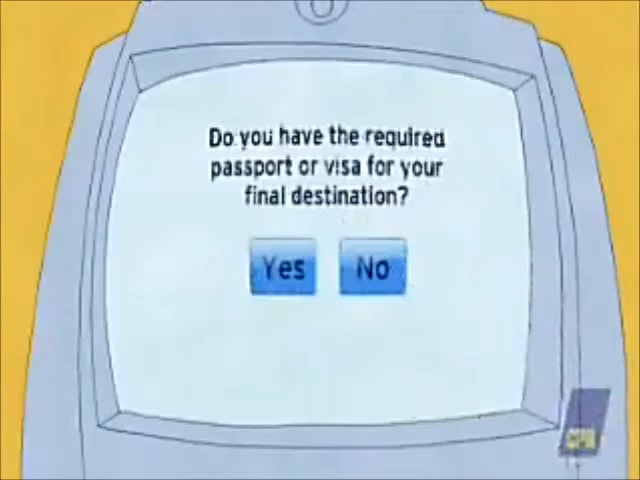 Do you have the required
passport or visa for your
final destination?
Yes No